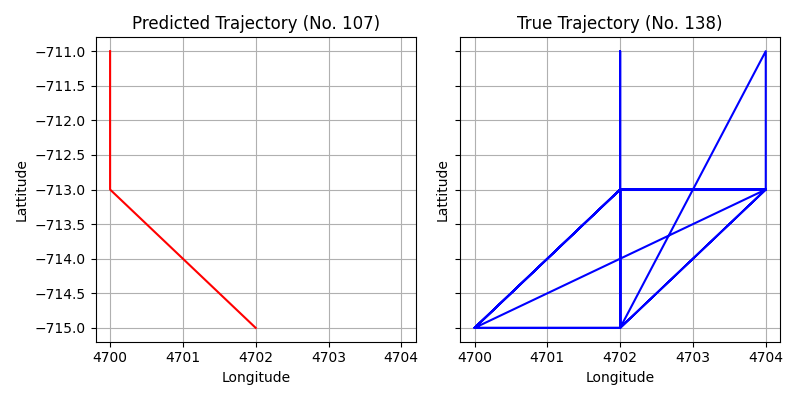 Predicted Trajectory (No. 107)
−711.0
−711.5
−712.0
−712.5
−713.0
−713.5
−714.0
−714.5
−715.0
Lattitude
4700 4701 4702 4703 4704
Longitude
True Trajectory (No. 138)
Lattitude
4700 4701 4702 4703 4704
Longitude